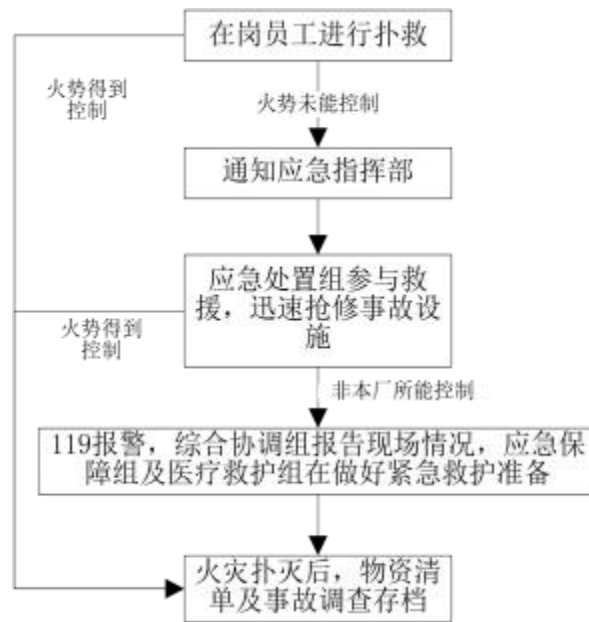 在岗员工进行扑救
火势得到
控制
火势未能控制
通知应急指挥部
应急处置组参与救
援，迅速抢修事故设
施
火势得到
控制
非本厂所能控制
119报警，综合协调组报告现场情况，应急保
障组及医疗救护组在做好紧急救护准备
火灾扑灭后，物资清
单及事故调查存档